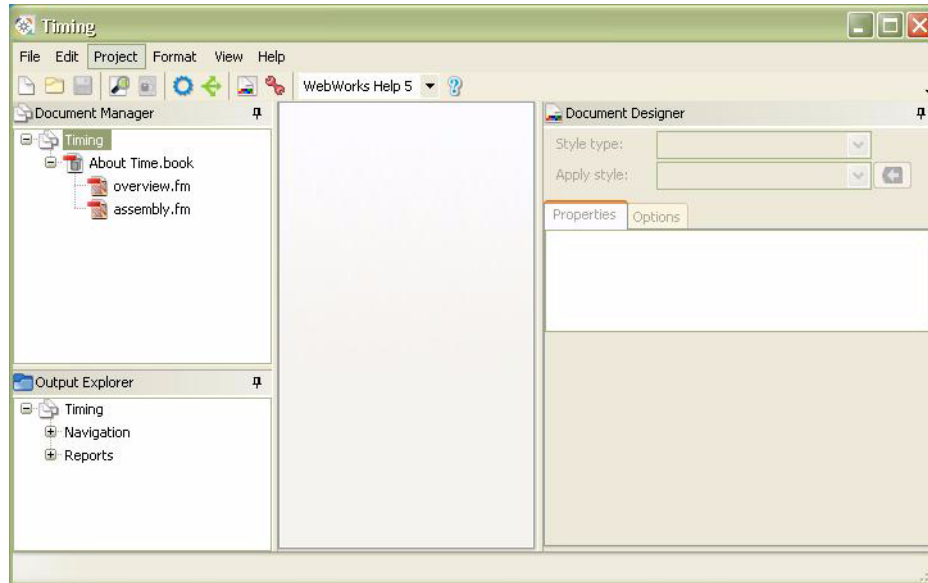 Timing
File Edit Project Format View Help
WebWorks Help 5
Document Manager
Timing
About Time.book
overview.fm
assembly.fm
Output Explorer
Timing
Navigation
Reports
Document Designer
Style type:
Apply style:
Properties Options